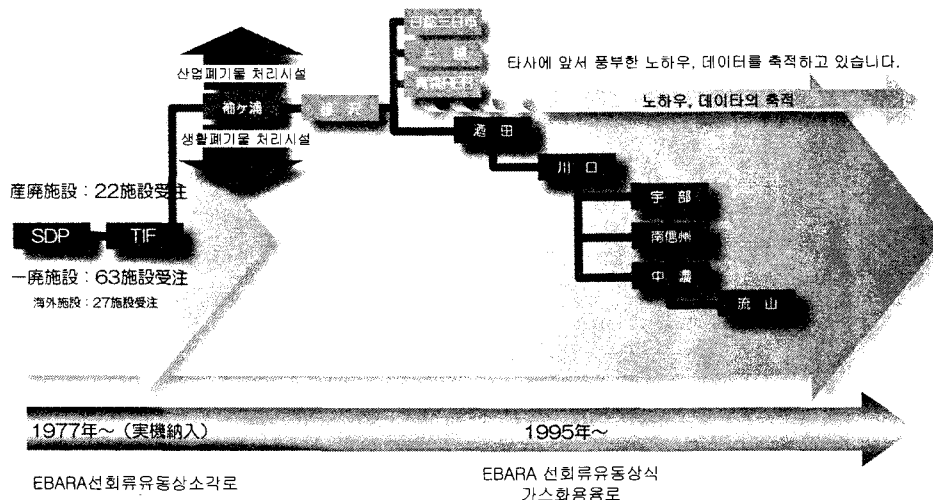 타사에 앞서 풍부한 노하우, 데이터를 축적하고 있습니다.
산업폐기물 처리시설
노하우, 데이타의 축적
袖ヶ浦
생활폐기물 처리시설
酒田
川口
産廃施設：22施設受注
宇部
SDP
TIF
南信州
一廃施設：63施設受注
中濃
海外施設：27施設受注
流山
1977年～（実機納入）
1995年～
EBARA선회류유동상소각로
EBARA 선회류유동상식
가스화용융로